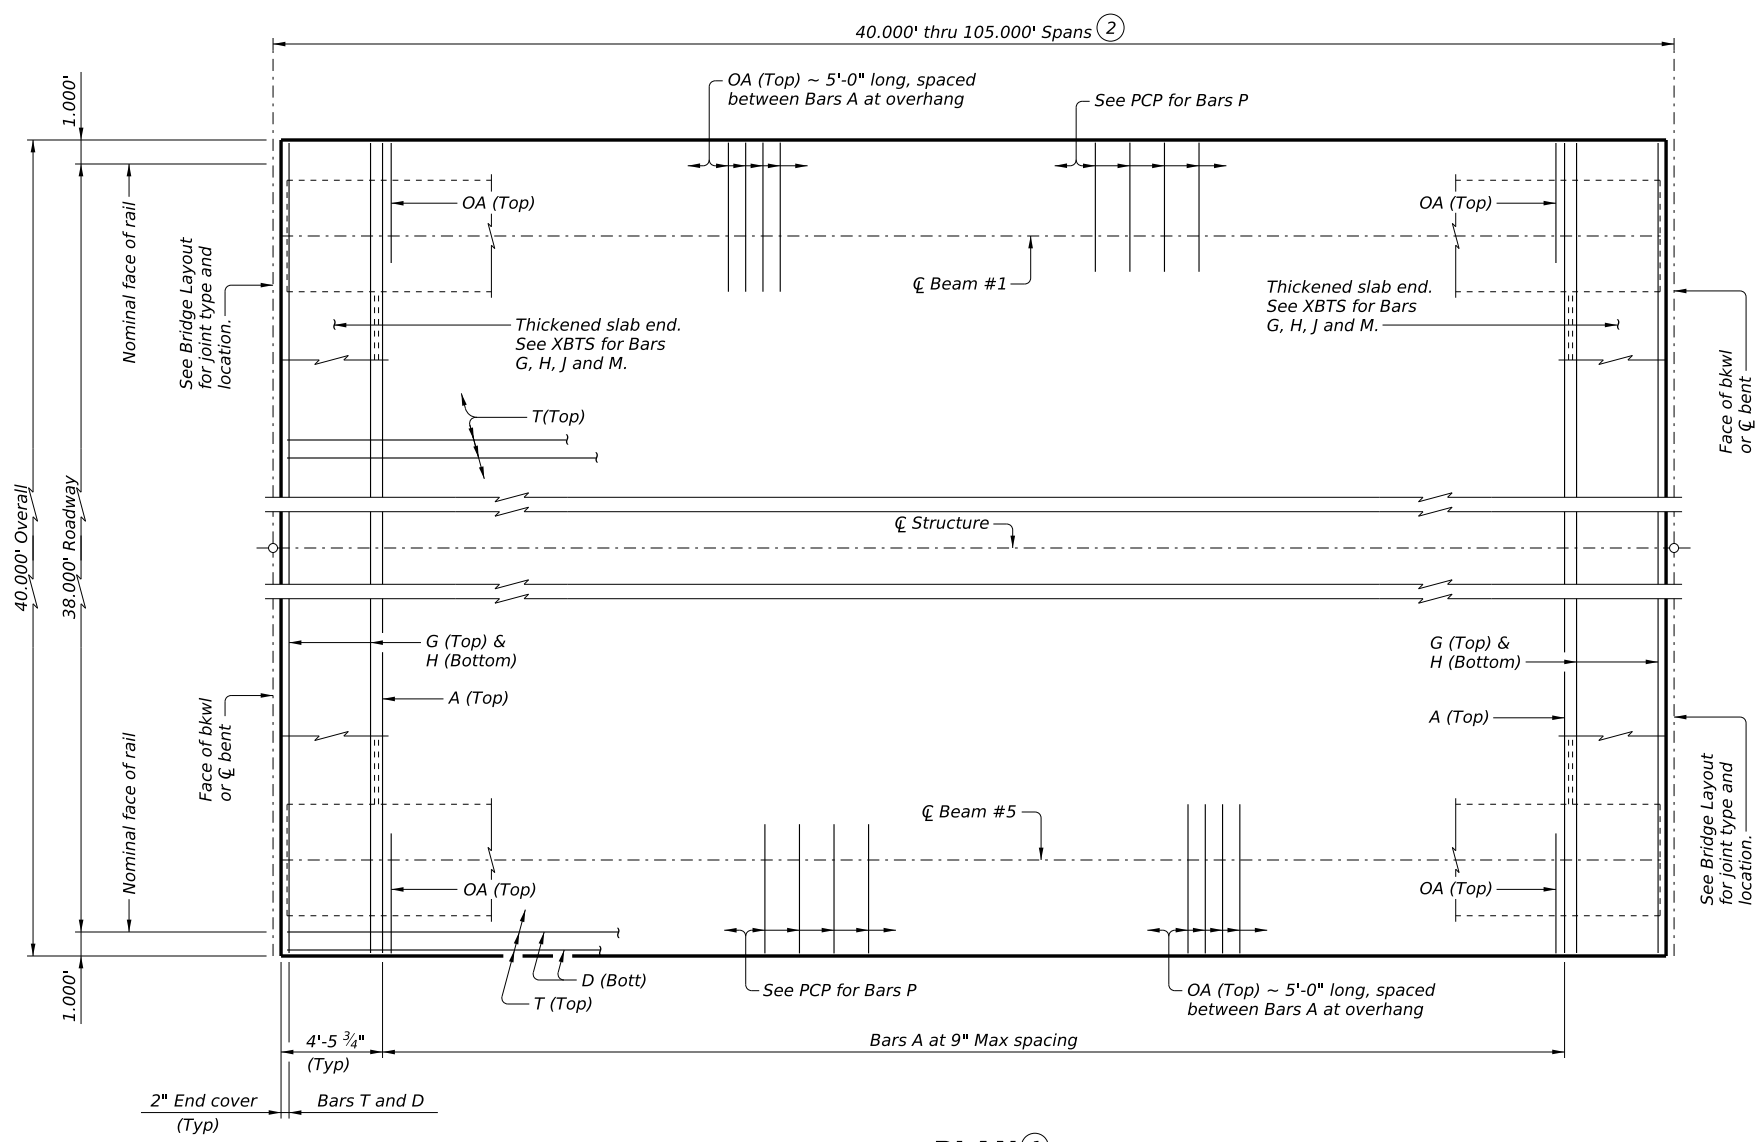 40.000' thru 105.000' Spans 2
OA (Top) ~ 5'-0" long, spaced
between Bars A at overhang
See PCP for Bars P
1.000'
40.000' Overall
38.000' Roadway
Nominal face of rail
See Bridge Layout
for joint type and
location.
OA (Top)
OA (Top)
℄ Beam #1
Thickened slab end.
See XBTS for Bars
G, H, J and M.
Thickened slab end.
See XBTS for Bars
G, H, J and M.
Face of bkwl
or ℄ bent
T(Top)
℄ Structure
G (Top) &
H (Bottom)
G (Top) &
H (Bottom)
A (Top)
A (Top)
Face of bkwl
or ℄ bent
Nominal face of rail
See Bridge Layout
for joint type and
location.
℄ Beam #5
OA (Top)
OA (Top)
D (Bott)
T (Top)
See PCP for Bars P
OA (Top) ~ 5'-0" long, spaced
between Bars A at overhang
1.000'
4'-5 ¾"
(Typ)
Bars A at 9" Max spacing
2" End cover
(Typ)
Bars T and D